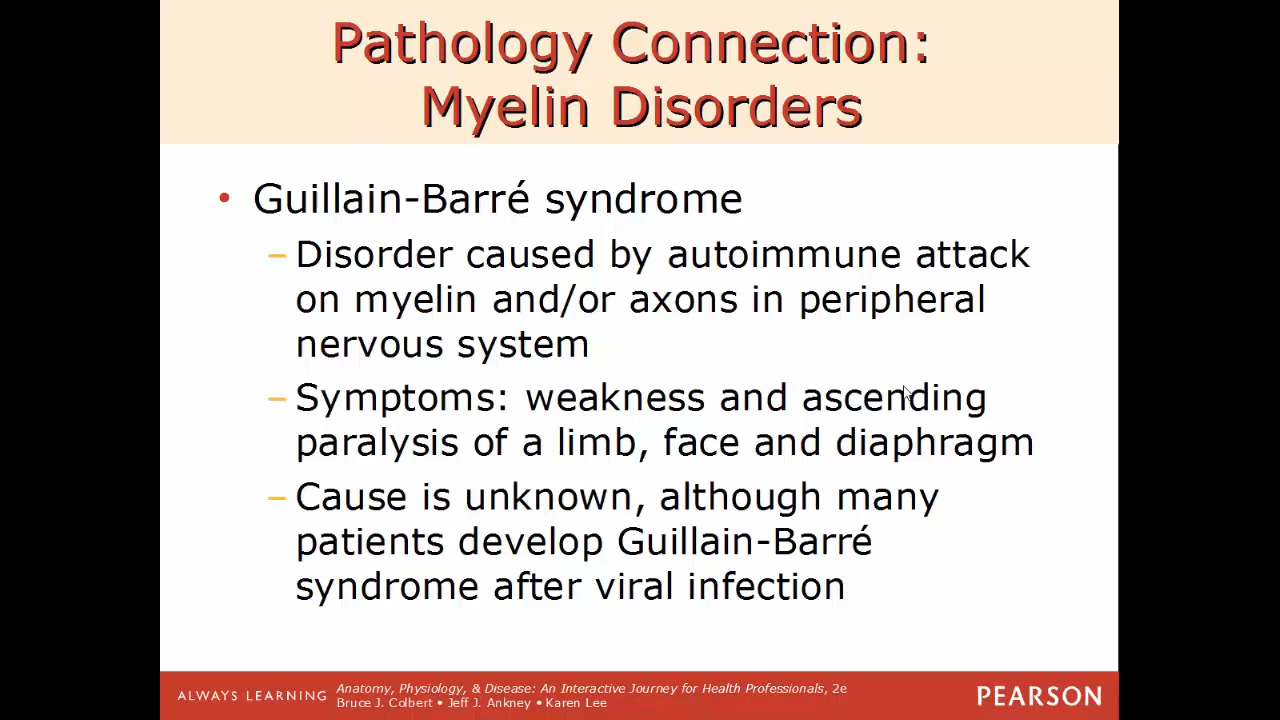 Pathology Connection:
Myelin Disorders
• Guillain-Barré syndrome
– Disorder caused by autoimmune attack
on myelin and/or axons in peripheral
nervous system
– Symptoms: weakness and ascending
paralysis of a limb, face and diaphragm
– Cause is unknown, although many
patients develop Guillain-Barré
syndrome after viral infection
ALWAYS LEARNING
Anatomy, Physiology, & Disease: An Interactive Journey for Health Professionals, 2e
Bruce J. Colbert • Jeff J. Ankney • Karen Lee
PEARSON